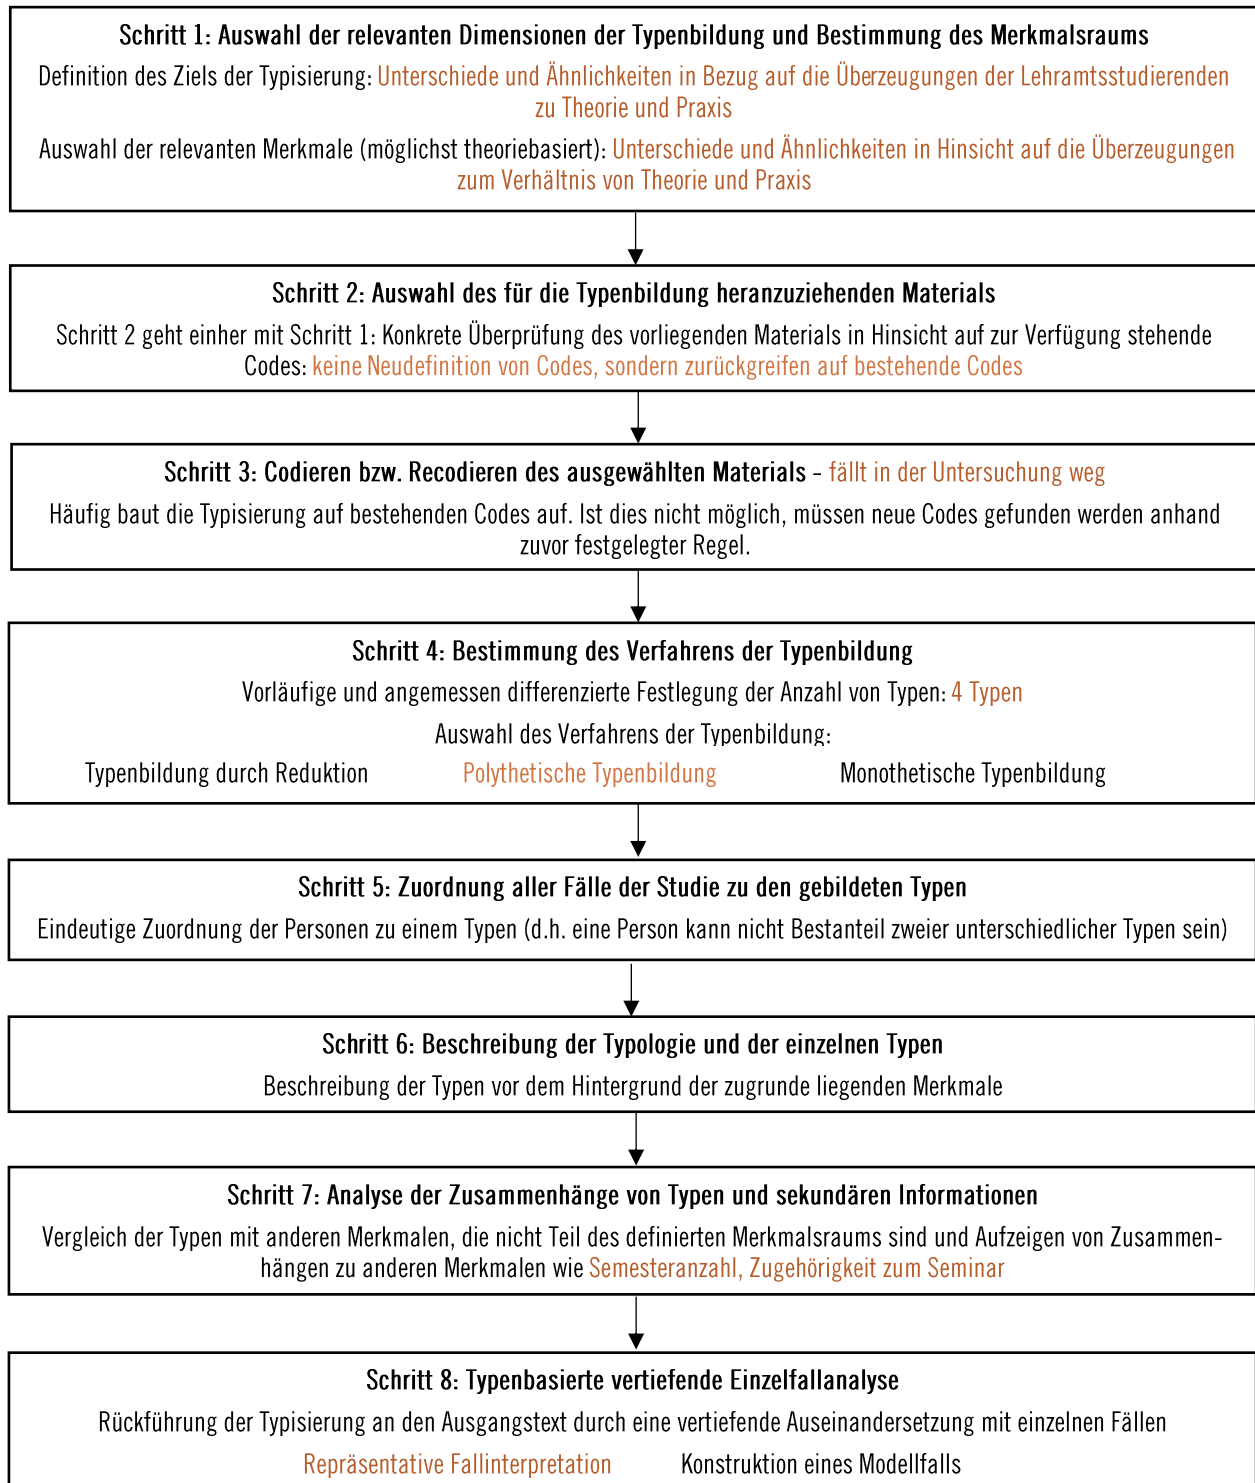 Schritt 1: Auswahl der relevanten Dimensionen der Typenbildung und Bestimmung des Merkmalsraums
Definition des Ziels der Typisierung: Unterschiede und Ähnlichkeiten in Bezug auf die Überzeugungen der Lehramtsstudierenden
zu Theorie und Praxis
Auswahl der relevanten Merkmale (möglichst theoriebasiert): Unterschiede und Ähnlichkeiten in Hinsicht auf die Überzeugungen
zum Verhältnis von Theorie und Praxis
Schritt 2: Auswahl des für die Typenbildung heranzuziehenden Materials
Schritt 2 geht einher mit Schritt 1: Konkrete Überprüfung des vorliegenden Materials in Hinsicht auf zur Verfügung stehende
Codes: keine Neudefinition von Codes, sondern zurückgreifen auf bestehende Codes
Schritt 3: Codieren bzw. Recodieren des ausgewählten Materials – fällt in der Untersuchung weg
Häufig baut die Typisierung auf bestehenden Codes auf. Ist dies nicht möglich, müssen neue Codes gefunden werden anhand
zuvor festgelegter Regel.
Schritt 4: Bestimmung des Verfahrens der Typenbildung
Vorläufige und angemessen differenzierte Festlegung der Anzahl von Typen: 4 Typen
Auswahl des Verfahrens der Typenbildung:
Typenbildung durch Reduktion Polythetische Typenbildung Monothetische Typenbildung
Schritt 5: Zuordnung aller Fälle der Studie zu den gebildeten Typen
Eindeutige Zuordnung der Personen zu einem Typen (d.h. eine Person kann nicht Bestanteil zweier unterschiedlicher Typen sein)
Schritt 6: Beschreibung der Typologie und der einzelnen Typen
Beschreibung der Typen vor dem Hintergrund der zugrunde liegenden Merkmale
Schritt 7: Analyse der Zusammenhänge von Typen und sekundären Informationen
Vergleich der Typen mit anderen Merkmalen, die nicht Teil des definierten Merkmalsraums sind und Aufzeigen von Zusammen-
hängen zu anderen Merkmalen wie Semesteranzahl, Zugehörigkeit zum Seminar
Schritt 8: Typenbasierte vertiefende Einzelfallanalyse
Rückführung der Typisierung an den Ausgangstext durch eine vertiefende Auseinandersetzung mit einzelnen Fällen
Repräsentative Fallinterpretation Konstruktion eines Modellfalls